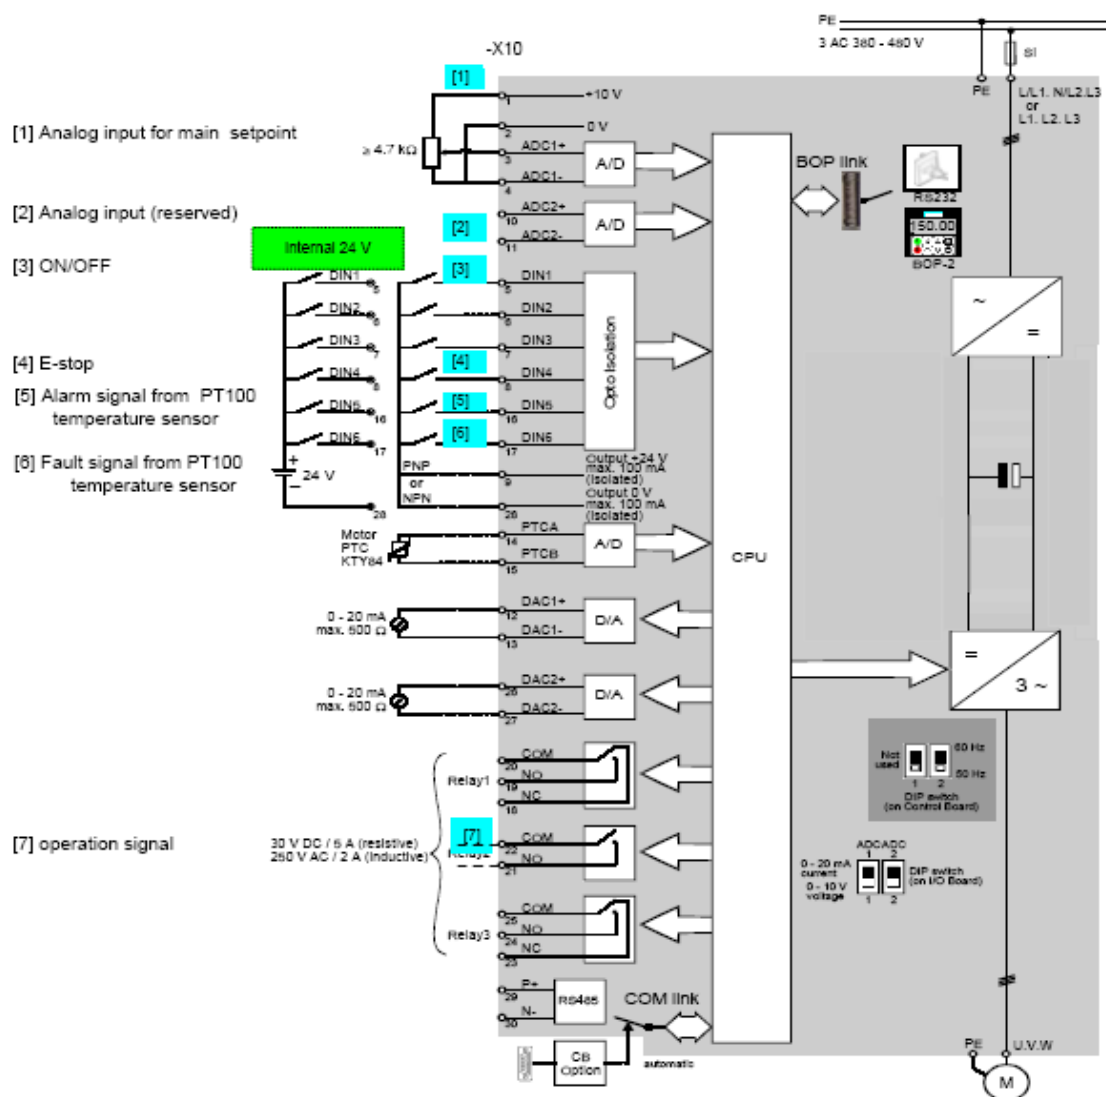 PE
3 AC 380 - 480 V
SI
-X10
[1]
1
+10 V
PE
L/L1. N/L2.L3
or
L1. L2. L3
[1] Analog input for main setpoint
≥ 4.7 kΩ
2
0 V
3
ADC1+
A/D
4
ADC1-
BOP link
RS232
[2] Analog input (reserved)
[2]
10
ADC2+
A/D
11
ADC2-
150.00
BOP-2
Internal 24 V
[3] ON/OFF
[3]
DIN1
5
5
DIN1
DIN2
6
6
DIN2
DIN3
7
7
DIN3
[4] E-stop
[4]
DIN4
8
8
DIN4
[5] Alarm signal from PT100
temperature sensor
[5]
DIN5
16
16
DIN5
[6] Fault signal from PT100
temperature sensor
[6]
DIN6
17
17
DIN6
Opto Isolation
~
=
+
24 V
–
28
PNP
or
NPN
9
Output +24 V
max. 100 mA
(isolated)
28
Output 0 V
max. 100 mA
(isolated)
Motor
PTC
KTY84
14
PTCA
A/D
15
PTCB
CPU
0 - 20 mA
max. 500 Ω
12
DAC1+
D/A
13
DAC1-
0 - 20 mA
max. 500 Ω
26
DAC2+
D/A
27
DAC2-
=
3 ~
Relay1
20
COM
19
NO
18
NC
Not
used
60 Hz
50 Hz
1
2
DIP switch
(on Control Board)
[7] operation signal
30 V DC / 5 A (resistive)
250 V AC / 2 A (inductive)
[7]
22
COM
21
NO
ADC ADC
1
2
0 - 20 mA
current
0 - 10 V
voltage
1
2
DIP switch
(on I/O Board)
Relay3
25
COM
24
NO
23
NC
29
P+
30
N-
RS485
COM link
CB
Option
automatic
PE
U.V.W
M